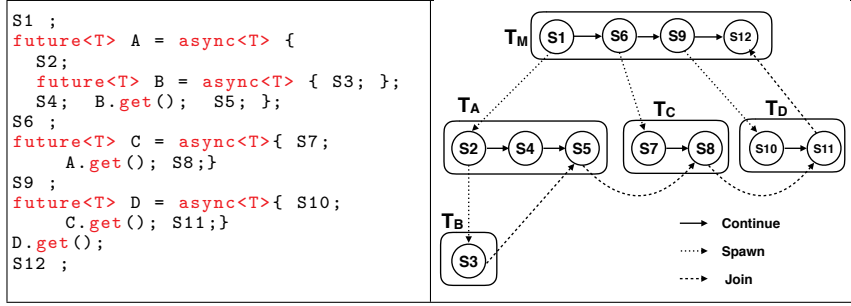 S1 ;
future<T> A = async<T> {
S2;
future<T> B = async<T> { S3; };
S4; B.get(); S5; };
S6 ;
future<T> C = async<T>{ S7;
A.get(); S8;}
S9 ;
future<T> D = async<T>{ S10;
C.get(); S11;}
D.get();
S12 ;
TM S1 S6 S9 S12
TA TC TD
S2 S4 S5 S7 S8 S10 S11
TB
S3
Continue
Spawn
Join